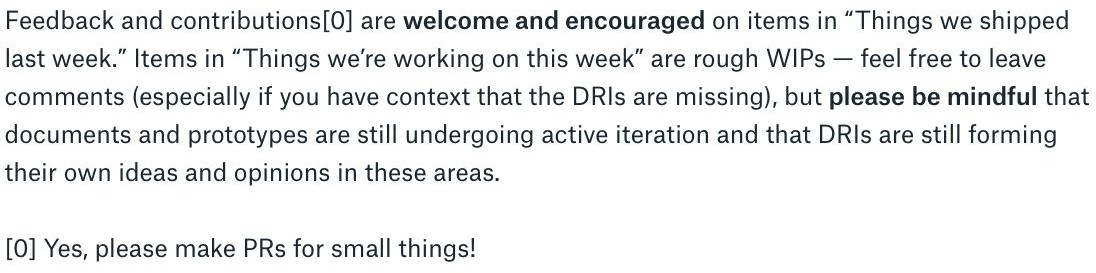 Feedback and contributions[0] are welcome and encouraged on items in “Things we shipped
last week.” Items in “Things we’re working on this week” are rough WIPs — feel free to leave
comments (especially if you have context that the DRIs are missing), but please be mindful that
documents and prototypes are still undergoing active iteration and that DRIs are still forming
their own ideas and opinions in these areas.
[0] Yes, please make PRs for small things!